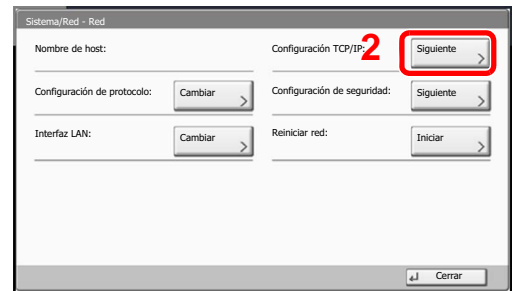 Sistema/Red - Red
Nombre de host:
Configuración TCP/IP:
2
Siguiente
Configuración de protocolo:
Cambiar
Configuración de seguridad:
Siguiente
Interfaz LAN:
Cambiar
Reiniciar red:
Iniciar
Cerrar